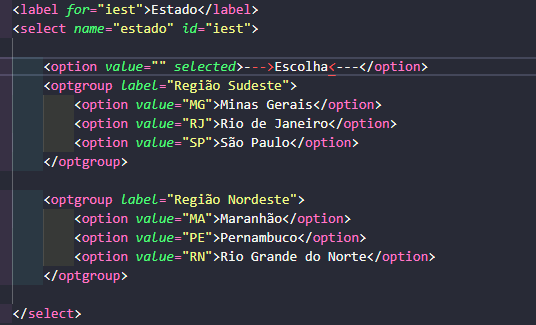 <label for="iest">Estado</label>
<select name="estado" id="iest">
<option value="" selected>--->Escolha<---</option>
<optgroup label="Região Sudeste">
<option value="MG">Minas Gerais</option>
<option value="RJ">Rio de Janeiro</option>
<option value="SP">São Paulo</option>
</optgroup>
<optgroup label="Região Nordeste">
<option value="MA">Maranhão</option>
<option value="PE">Pernambuco</option>
<option value="RN">Rio Grande do Norte</option>
</optgroup>
</select>